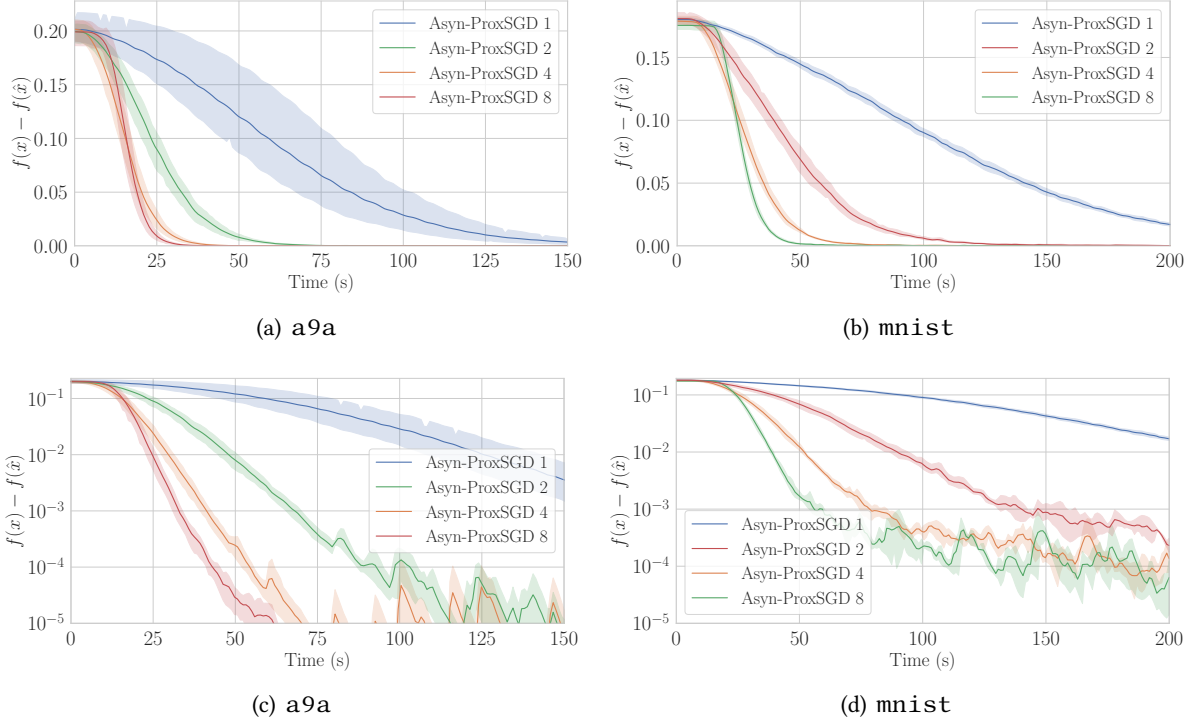 0.20
0.15
0.10
0.05
0.00
f(x) − f(x̂)
0 25 50 75 100 125 150
Time (s)
Asyn-ProxSGD 1
Asyn-ProxSGD 2
Asyn-ProxSGD 4
Asyn-ProxSGD 8
(a) a9a
0.15
0.10
0.05
0.00
f(x) − f(x̂)
0 50 100 150 200
Time (s)
Asyn-ProxSGD 1
Asyn-ProxSGD 2
Asyn-ProxSGD 4
Asyn-ProxSGD 8
(b) mnist
10⁻¹
10⁻²
10⁻³
10⁻⁴
10⁻⁵
f(x) − f(x̂)
0 25 50 75 100 125 150
Time (s)
Asyn-ProxSGD 1
Asyn-ProxSGD 2
Asyn-ProxSGD 4
Asyn-ProxSGD 8
(c) a9a
10⁻¹
10⁻²
10⁻³
10⁻⁴
10⁻⁵
f(x) − f(x̂)
0 50 100 150 200
Time (s)
Asyn-ProxSGD 1
Asyn-ProxSGD 2
Asyn-ProxSGD 4
Asyn-ProxSGD 8
(d) mnist